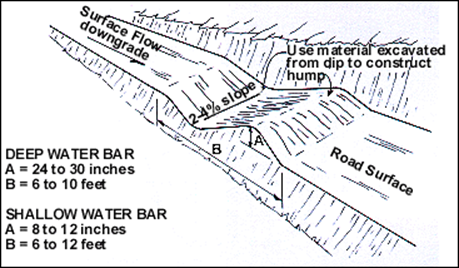 Surface Flow
downgrade
Use material excavated
from dip to construct
hump
2-4% slope
A
B
Road Surface
DEEP WATER BAR
A = 24 to 30 inches
B = 6 to 10 feet
SHALLOW WATER BAR
A = 8 to 12 inches
B = 6 to 12 feet